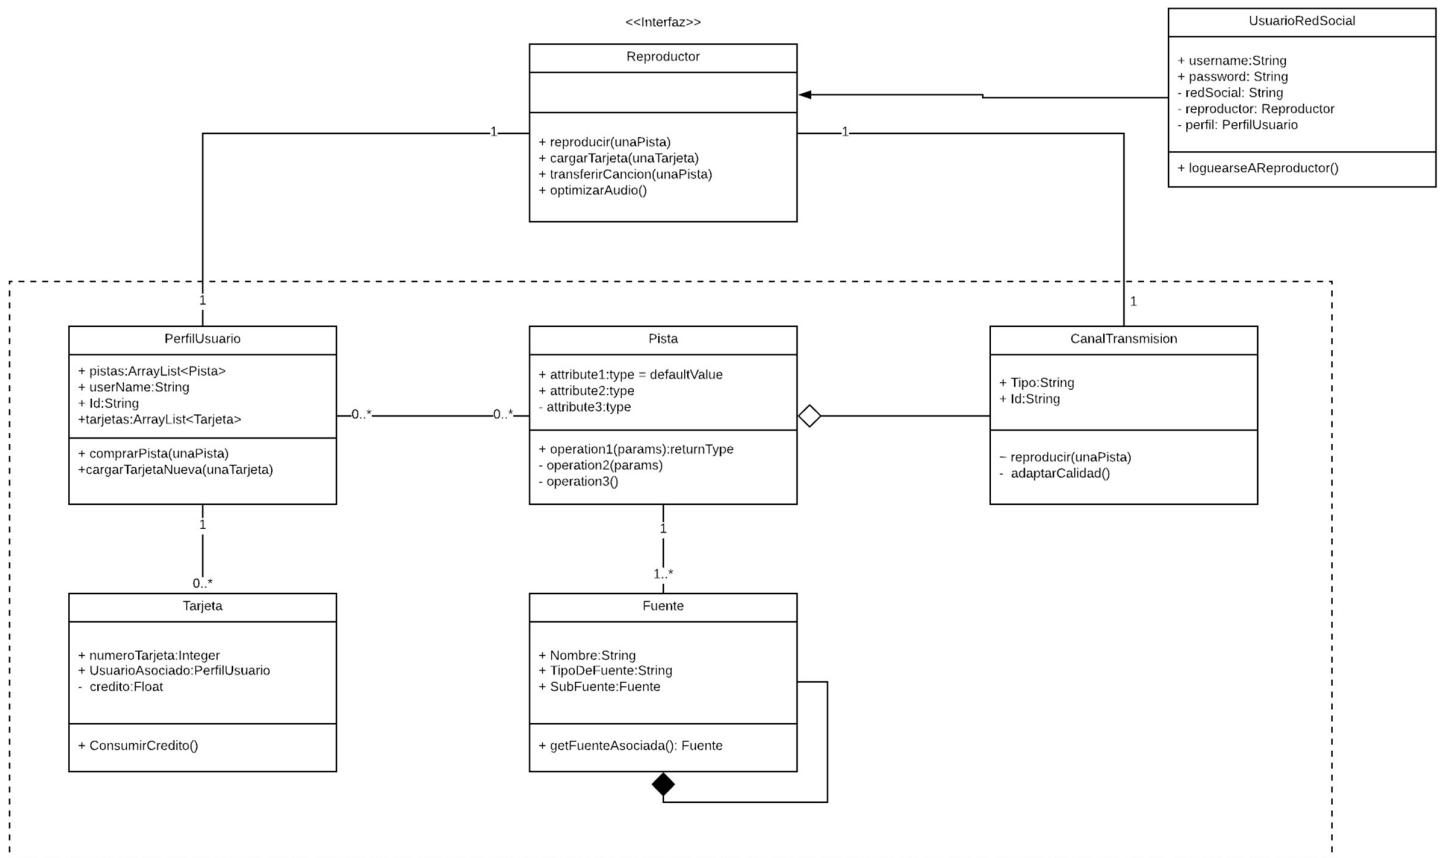 <<Interfaz>>
Reproductor
+ reproducir(unaPista)
+ cargarTarjeta(unaTarjeta)
+ transferirCancion(unaPista)
+ optimizarAudio()
UsuarioRedSocial
+ username:String
+ password: String
- redSocial: String
- reproductor: Reproductor
- perfil: PerfilUsuario
+ loguearseAReproductor()
1
1
1
1
PerfilUsuario
+ pistas:ArrayList<Pista>
+ userName:String
+ Id:String
+tarjetas:ArrayList<Tarjeta>
+ comprarPista(unaPista)
+cargarTarjetaNueva(unaTarjeta)
0..*
0..*
Pista
+ attribute1:type = defaultValue
+ attribute2:type
- attribute3:type
+ operation1(params):returnType
- operation2(params)
- operation3()
CanalTransmision
+ Tipo:String
+ Id:String
~ reproducir(unaPista)
- adaptarCalidad()
1
0..*
1
1..*
Tarjeta
+ numeroTarjeta:Integer
+ UsuarioAsociado:PerfilUsuario
- credito:Float
+ ConsumirCredito()
Fuente
+ Nombre:String
+ TipoDeFuente:String
+ SubFuente:Fuente
+ getFuenteAsociada(): Fuente